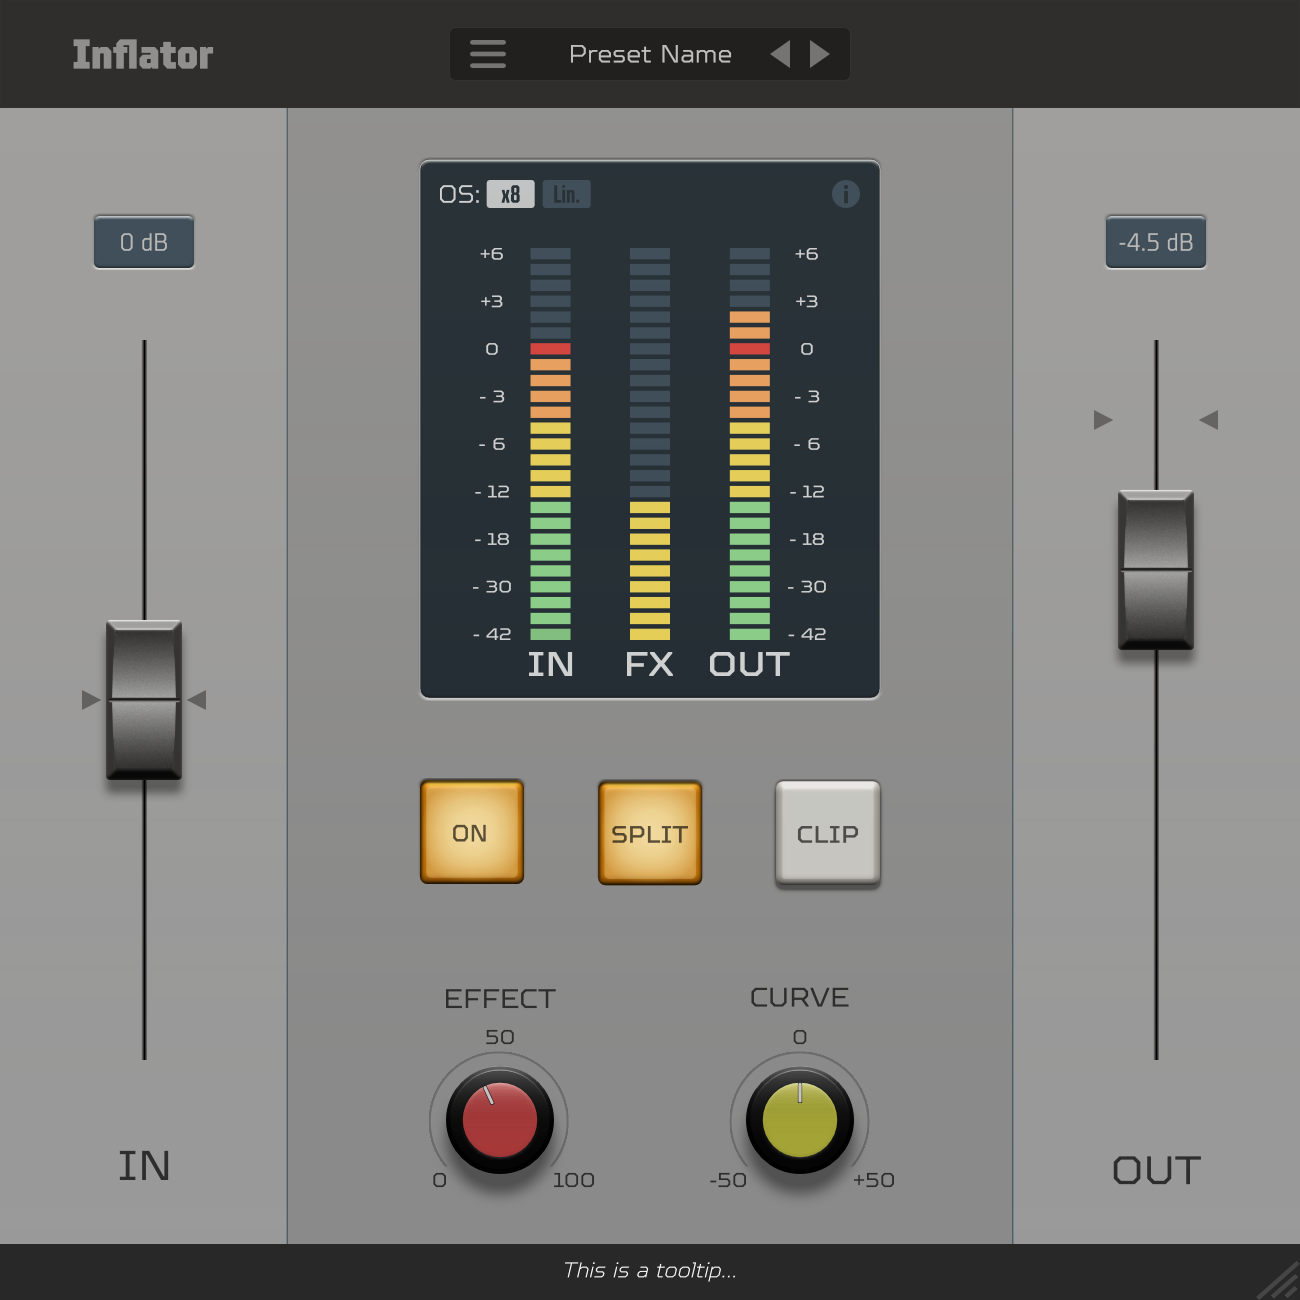 Inflator
Preset Name
OS: x8 Lin.
i
0 dB
-4.5 dB
+6 +6
+3 +3
0 0
- 3 - 3
- 6 - 6
- 12 - 12
- 18 - 18
- 30 - 30
- 42 - 42
IN FX OUT
ON SPLIT CLIP
EFFECT CURVE
50 0
0 100 -50 +50
IN OUT
This is a tooltip...